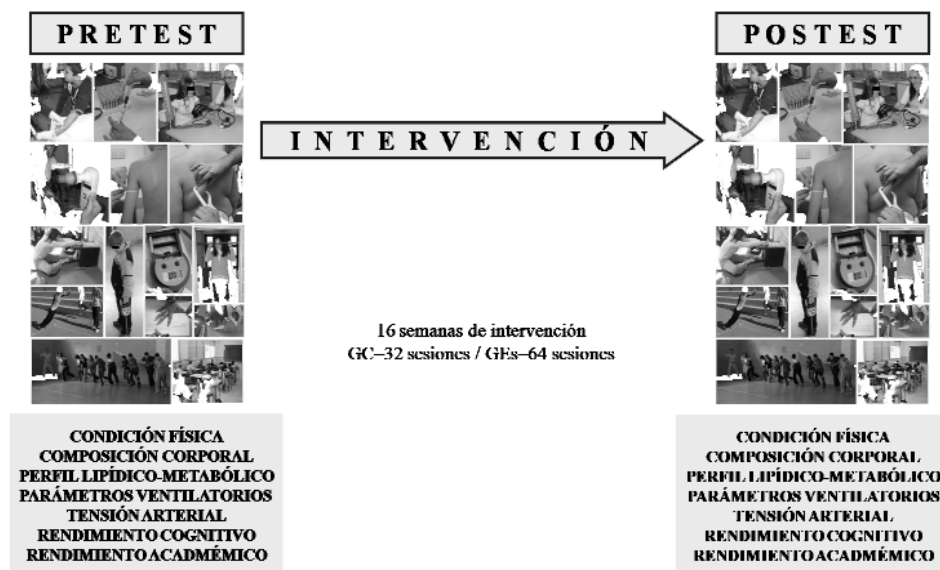 PRETEST
POSTEST
INTERVENCIÓN
16 semanas de intervención
GC–32 sesiones / GEs–64 sesiones
CONDICIÓN FÍSICA
COMPOSICIÓN CORPORAL
PERFIL LIPÍDICO-METABÓLICO
PARÁMETROS VENTILATORIOS
TENSIÓN ARTERIAL
RENDIMIENTO COGNITIVO
RENDIMIENTO ACADMÉMICO
CONDICIÓN FÍSICA
COMPOSICIÓN CORPORAL
PERFIL LIPÍDICO-METABÓLICO
PARÁMETROS VENTILATORIOS
TENSIÓN ARTERIAL
RENDIMIENTO COGNITIVO
RENDIMIENTO ACADMÉMICO